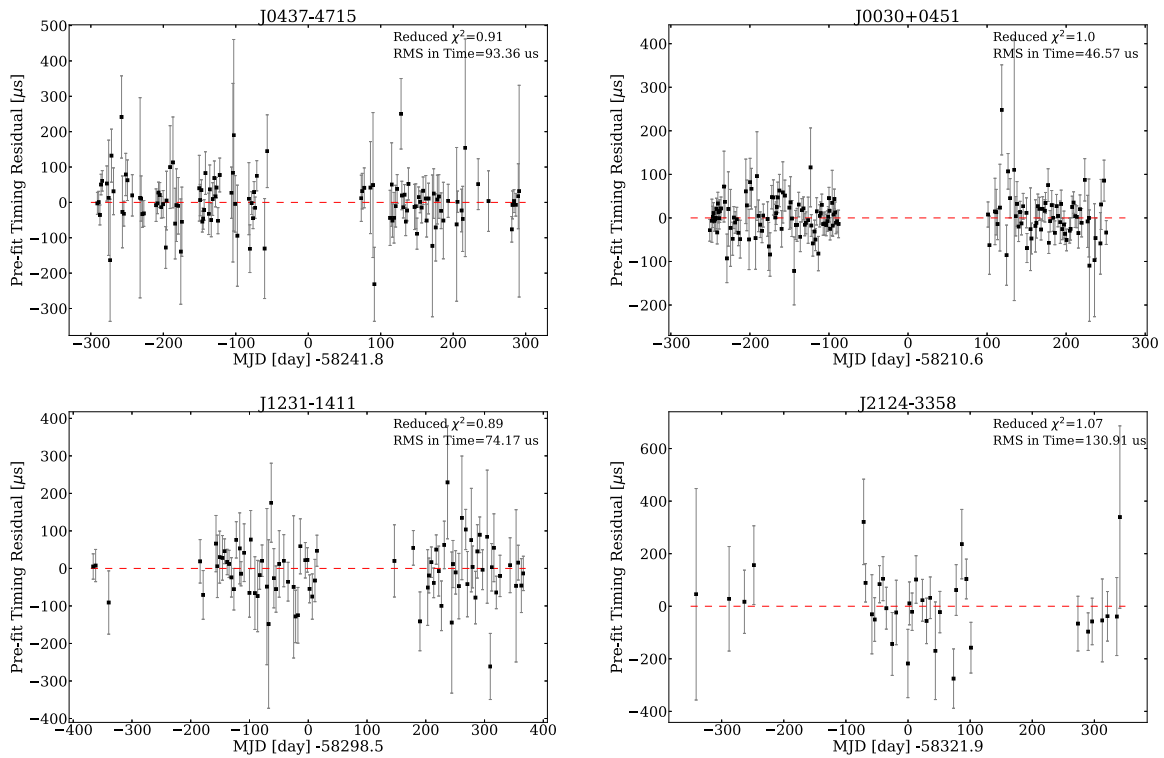 J0437-4715
Reduced χ²=0.91
RMS in Time=93.36 us
Pre-fit Timing Residual [μs]
500
400
300
200
100
0
−100
−200
−300
−300 −200 −100 0 100 200 300
MJD [day] -58241.8
J0030+0451
Reduced χ²=1.0
RMS in Time=46.57 us
Pre-fit Timing Residual [μs]
400
300
200
100
0
−100
−200
−300 −200 −100 0 100 200 300
MJD [day] -58210.6
J1231-1411
Reduced χ²=0.89
RMS in Time=74.17 us
Pre-fit Timing Residual [μs]
400
300
200
100
0
−100
−200
−300
−400
−400 −300 −200 −100 0 100 200 300 400
MJD [day] -58298.5
J2124-3358
Reduced χ²=1.07
RMS in Time=130.91 us
Pre-fit Timing Residual [μs]
600
400
200
0
−200
−400
−300 −200 −100 0 100 200 300
MJD [day] -58321.9